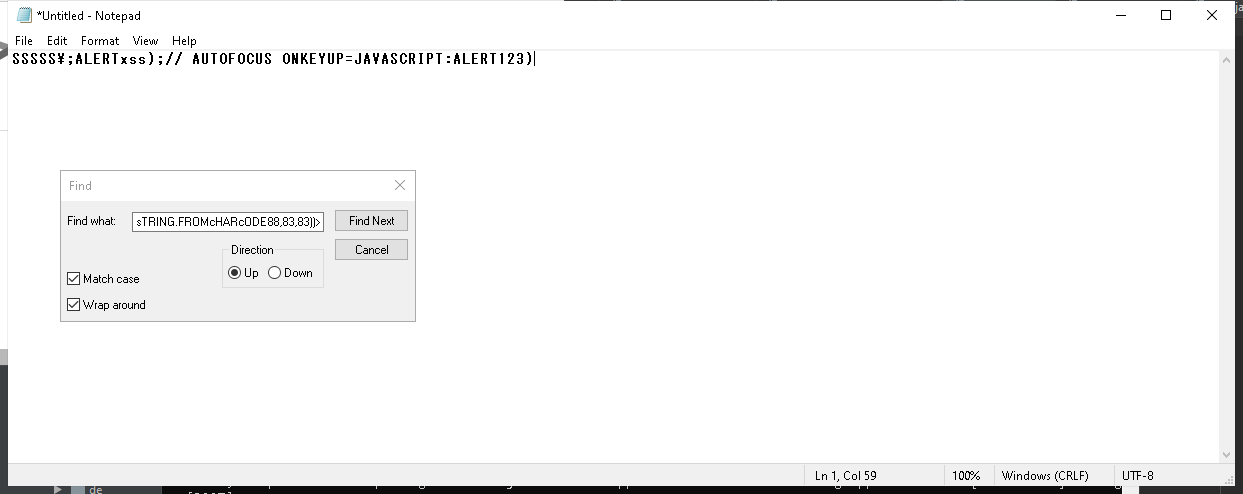 *Untitled - Notepad
File Edit Format View Help
SSSSS¥;ALERTxss);// AUTOFOCUS ONKEYUP=JAVASCRIPT:ALERT123)
Find
Find what: sTRING.FROMcHARcODE88,83,83))> Find Next
Direction Cancel
Up Down
Match case
Wrap around
Ln 1, Col 59 100% Windows (CRLF) UTF-8
de